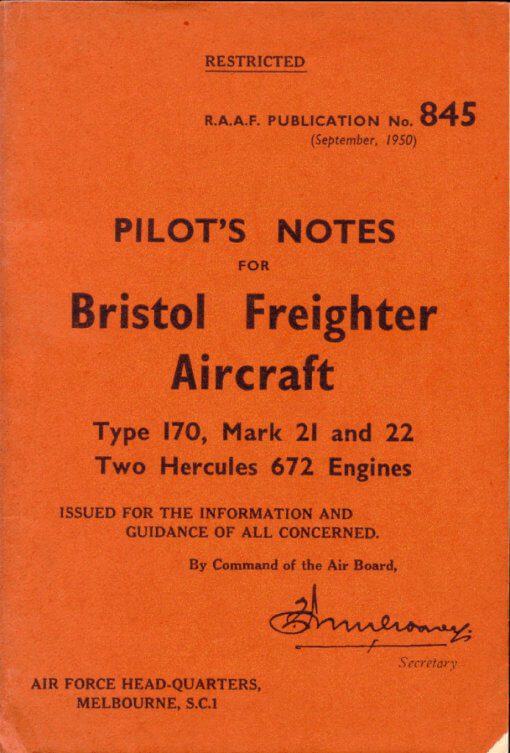 RESTRICTED
R.A.A.F. PUBLICATION No. 845
(September, 1950)
PILOT'S NOTES
FOR
Bristol Freighter
Aircraft
Type 170, Mark 21 and 22
Two Hercules 672 Engines
ISSUED FOR THE INFORMATION AND
GUIDANCE OF ALL CONCERNED.
By Command of the Air Board,
Secretary
AIR FORCE HEAD-QUARTERS,
MELBOURNE, S.C.1